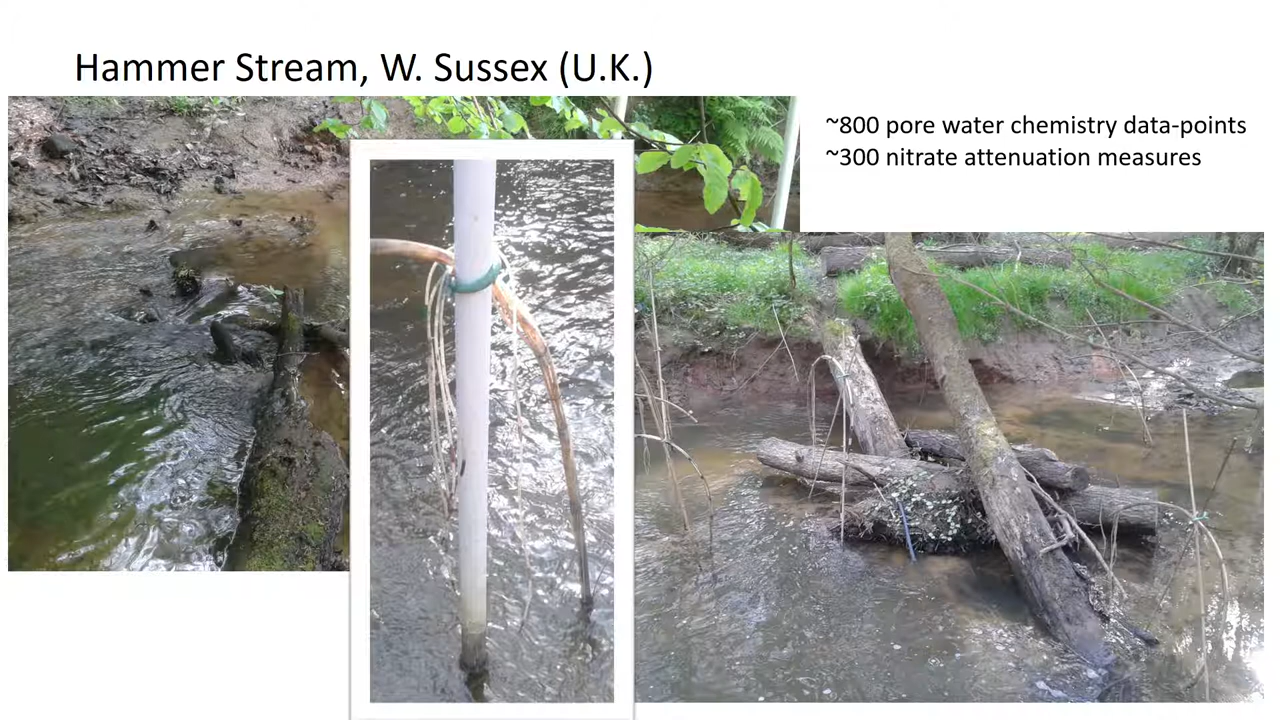 Hammer Stream, W. Sussex (U.K.)
~800 pore water chemistry data-points
~300 nitrate attenuation measures